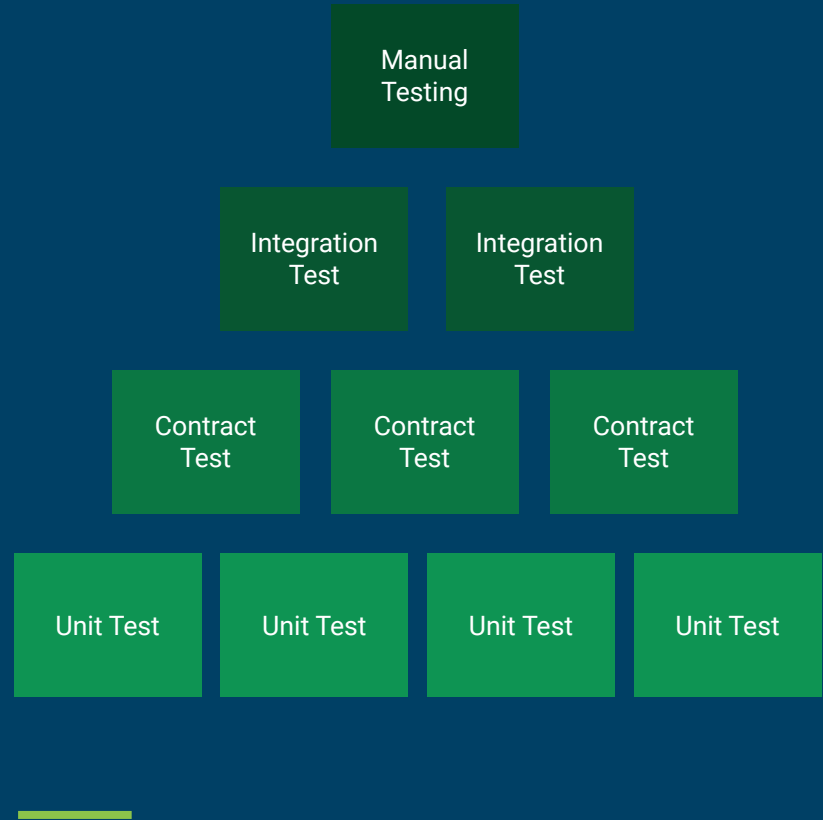 Manual
Testing
Integration
Test
Integration
Test
Contract
Test
Contract
Test
Contract
Test
Unit Test
Unit Test
Unit Test
Unit Test